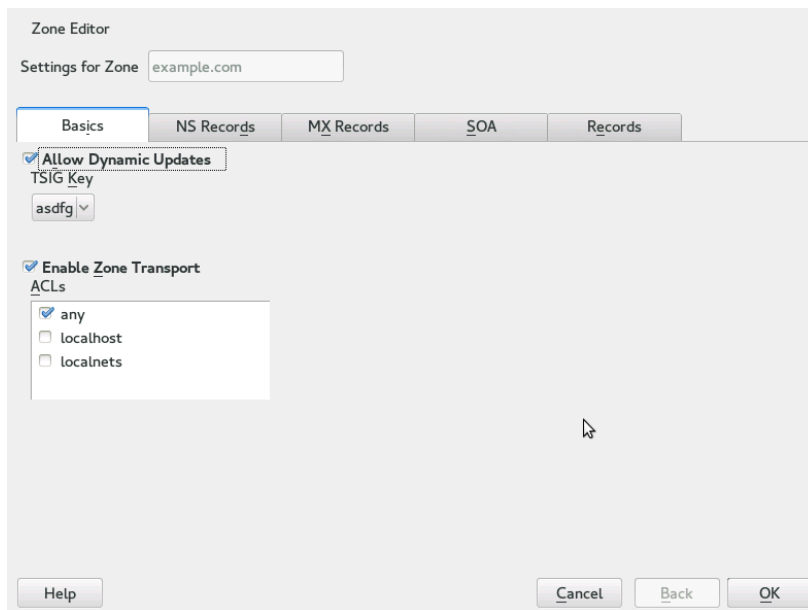 Zone Editor
Settings for Zone example.com
Basics NS Records MX Records SOA Records
Allow Dynamic Updates
TSIG Key
asdfg
Enable Zone Transport
ACLs
any
localhost
localnets
Help Cancel Back OK